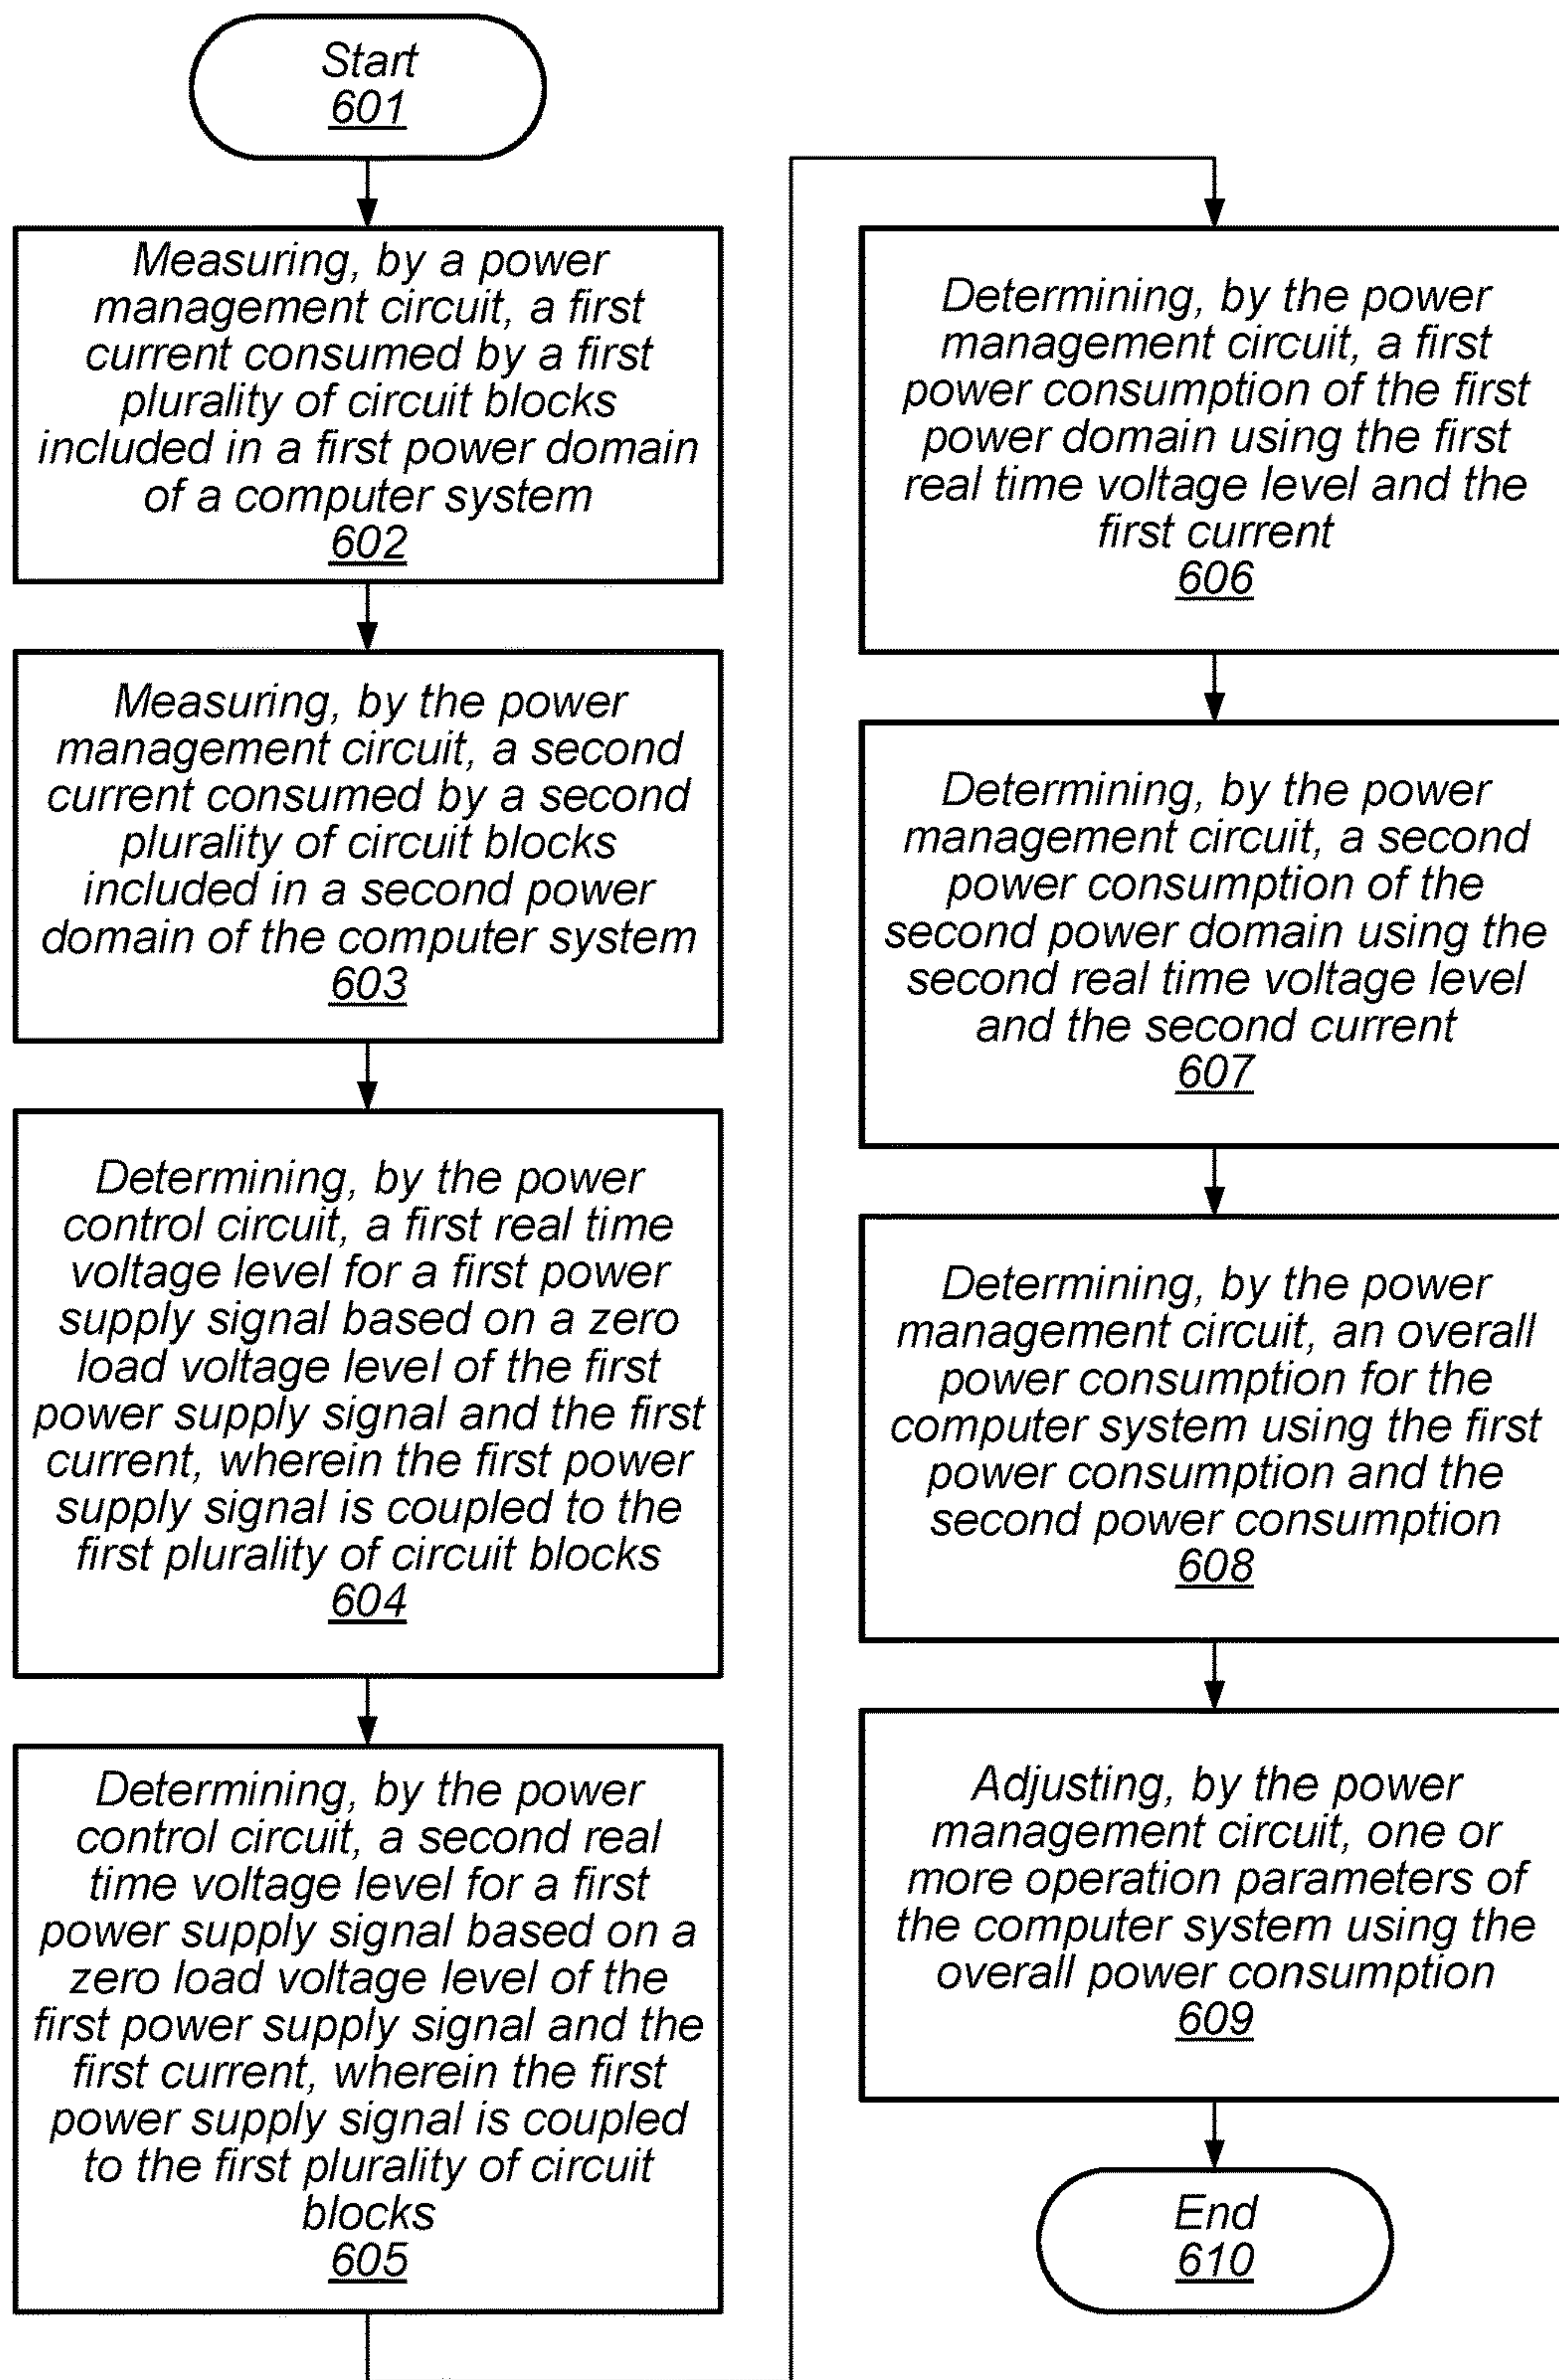 Start
601
Measuring, by a power
management circuit, a first
current consumed by a first
plurality of circuit blocks
included in a first power domain
of a computer system
602
Measuring, by the power
management circuit, a second
current consumed by a second
plurality of circuit blocks
included in a second power
domain of the computer system
603
Determining, by the power
control circuit, a first real time
voltage level for a first power
supply signal based on a zero
load voltage level of the first
power supply signal and the first
current, wherein the first power
supply signal is coupled to the
first plurality of circuit blocks
604
Determining, by the power
control circuit, a second real
time voltage level for a first
power supply signal based on a
zero load voltage level of the
first power supply signal and the
first current, wherein the first
power supply signal is coupled
to the first plurality of circuit
blocks
605
Determining, by the power
management circuit, a first
power consumption of the first
power domain using the first
real time voltage level and the
first current
606
Determining, by the power
management circuit, a second
power consumption of the
second power domain using the
second real time voltage level
and the second current
607
Determining, by the power
management circuit, an overall
power consumption for the
computer system using the first
power consumption and the
second power consumption
608
Adjusting, by the power
management circuit, one or
more operation parameters of
the computer system using the
overall power consumption
609
End
610